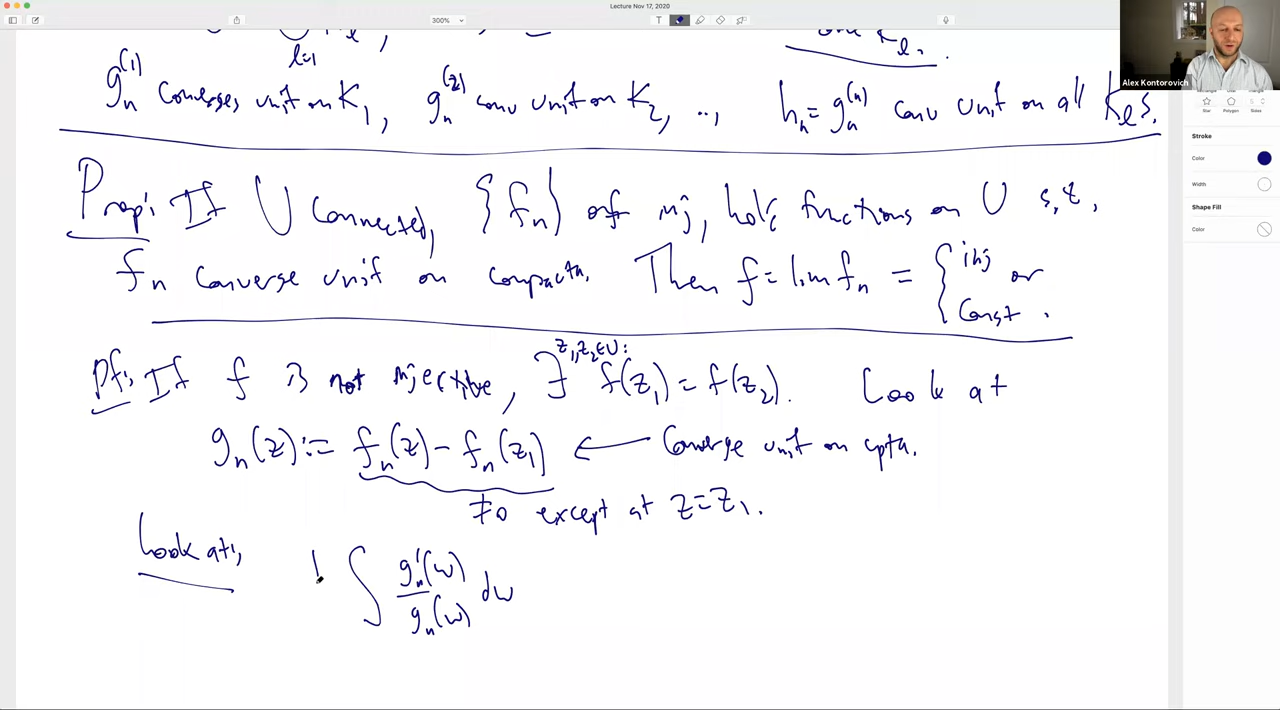 Lecture Nov 17, 2020
300%
Alex Kontorovich
l=1
g_n^(1) converges unif on K_1, g_n^(2) conv unif on K_2, .., h_n = g_n^(n) conv unif on all K_l s.
Prop: If U connected, {f_n} of inj, hol'c functions on U s.t.
f_n converge unif on compacta. Then f = lim f_n = { inj or
const.
z_1, z_2 ∈ U:
Pf: If f is not injective, ∃ f(z_1) = f(z_2). Look at
g_n(z) := f_n(z) - f_n(z_1) ← Converge unif on cpta.
≠0 except at z=z_1.
Look at: ∫ g_n'(w) / g_n(w) dw
Star
Polygon
Sides
Stroke
Color
Width
Shape Fill
Color